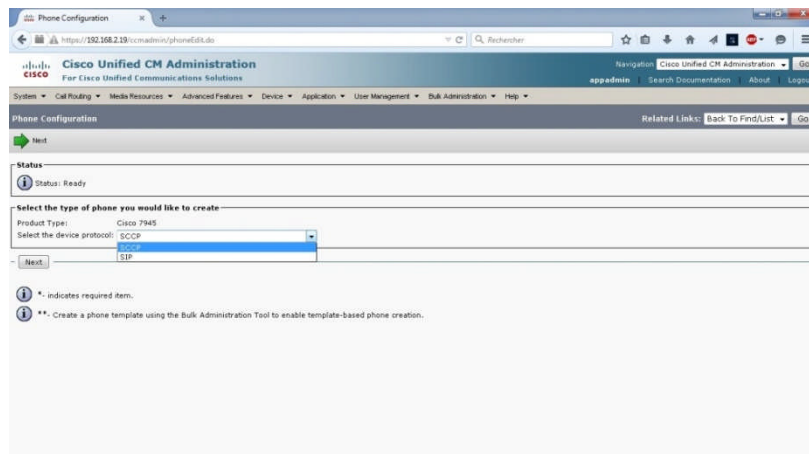 Phone Configuration
https://192.168.2.19/ccmadmin/phoneEdit.do
Rechercher
cisco
Cisco Unified CM Administration
For Cisco Unified Communications Solutions
Navigation Cisco Unified CM Administration Go
appadmin Search Documentation About Logou
System Call Routing Media Resources Advanced Features Device Application User Management Bulk Administration Help
Phone Configuration
Related Links: Back To Find/List Go
Next
Status
Status: Ready
Select the type of phone you would like to create
Product Type: Cisco 7945
Select the device protocol: SCCP
SCCP
SIP
Next
*- indicates required item.
**- Create a phone template using the Bulk Administration Tool to enable template-based phone creation.